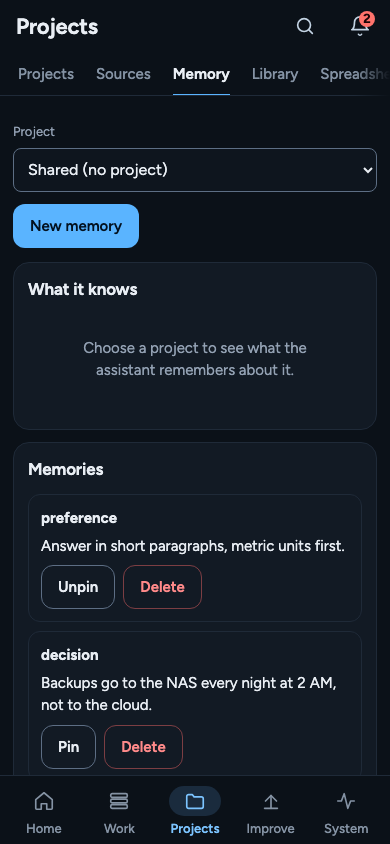 Projects
2
Projects Sources Memory Library Spreadsh
Project
Shared (no project)
New memory
What it knows
Choose a project to see what the
assistant remembers about it.
Memories
preference
Answer in short paragraphs, metric units first.
Unpin Delete
decision
Backups go to the NAS every night at 2 AM,
not to the cloud.
Pin Delete
Home Work Projects Improve System